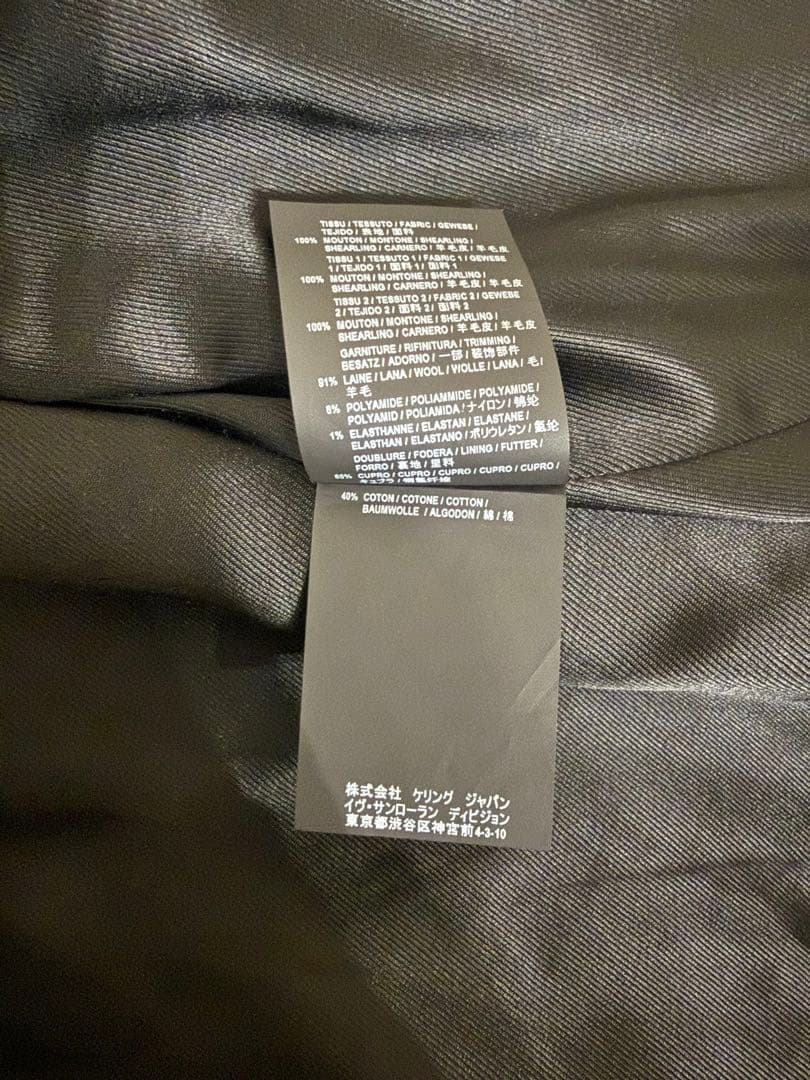 TISSU / TESSUTO / FABRIC / GEWEBE /
TEJIDO / 表地 / 面料
100% MOUTON / MONTONE / SHEARLING /
SHEARLING / CARNERO / 羊毛皮 / 羊毛皮
TISSU 1 / TESSUTO 1 / FABRIC 1 / GEWEBE
1 / TEJIDO 1 / 面料 1 / 面料 1
100% MOUTON / MONTONE / SHEARLING /
SHEARLING / CARNERO / 羊毛皮 / 羊毛皮
TISSU 2 / TESSUTO 2 / FABRIC 2 / GEWEBE
2 / TEJIDO 2 / 面料 2 / 面料 2
100% MOUTON / MONTONE / SHEARLING /
SHEARLING / CARNERO / 羊毛皮 / 羊毛皮
GARNITURE / RIFINITURA / TRIMMING /
BESATZ / ADORNO / 一部 / 装饰部件
91% LAINE / LANA / WOOL / WOLLE / LANA / 毛 /
羊毛
8% POLYAMIDE / POLIAMMIDE / POLYAMIDE /
POLYAMID / POLIAMIDA / ナイロン / 锦纶
1% ELASTHANNE / ELASTAN / ELASTANE /
ELASTHAN / ELASTANO / ポリウレタン / 氨纶
DOUBLURE / FODERA / LINING / FUTTER /
FORRO / 裏地 / 里料
CUPRO / CUPRO / CUPRO / CUPRO / CUPRO /
キュプラ / 铜氨纤维
40% COTON / COTONE / COTTON /
BAUMWOLLE / ALGODON / 綿 / 棉
株式会社 ケリング ジャパン
イヴ・サンローラン ディビジョン
東京都渋谷区神宮前4-3-10